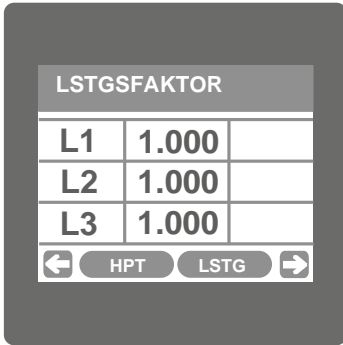 LSTGSFAKTOR
L1 1.000
L2 1.000
L3 1.000
HPT LSTG